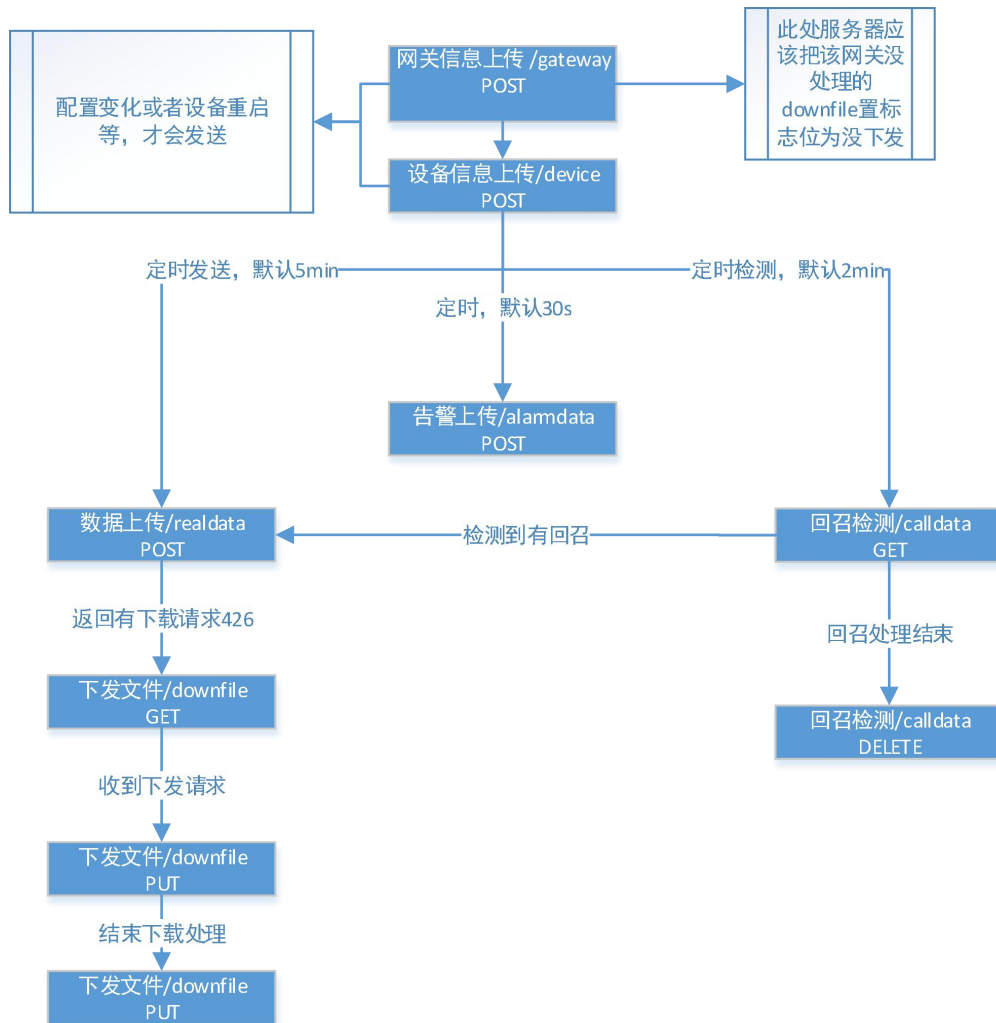 网关信息上传 /gateway
POST
此处服务器应
该把该网关没
处理的
downfile置标
志位为没下发
配置变化或者设备重启
等，才会发送
设备信息上传/device
POST
定时发送，默认5min
定时检测，默认2min
定时，默认30s
告警上传/alarmdata
POST
数据上传/realdata
POST
检测到有回召
回召检测/calldata
GET
返回有下载请求426
回召处理结束
下发文件/downfile
GET
回召检测/calldata
DELETE
收到下发请求
下发文件/downfile
PUT
结束下载处理
下发文件/downfile
PUT